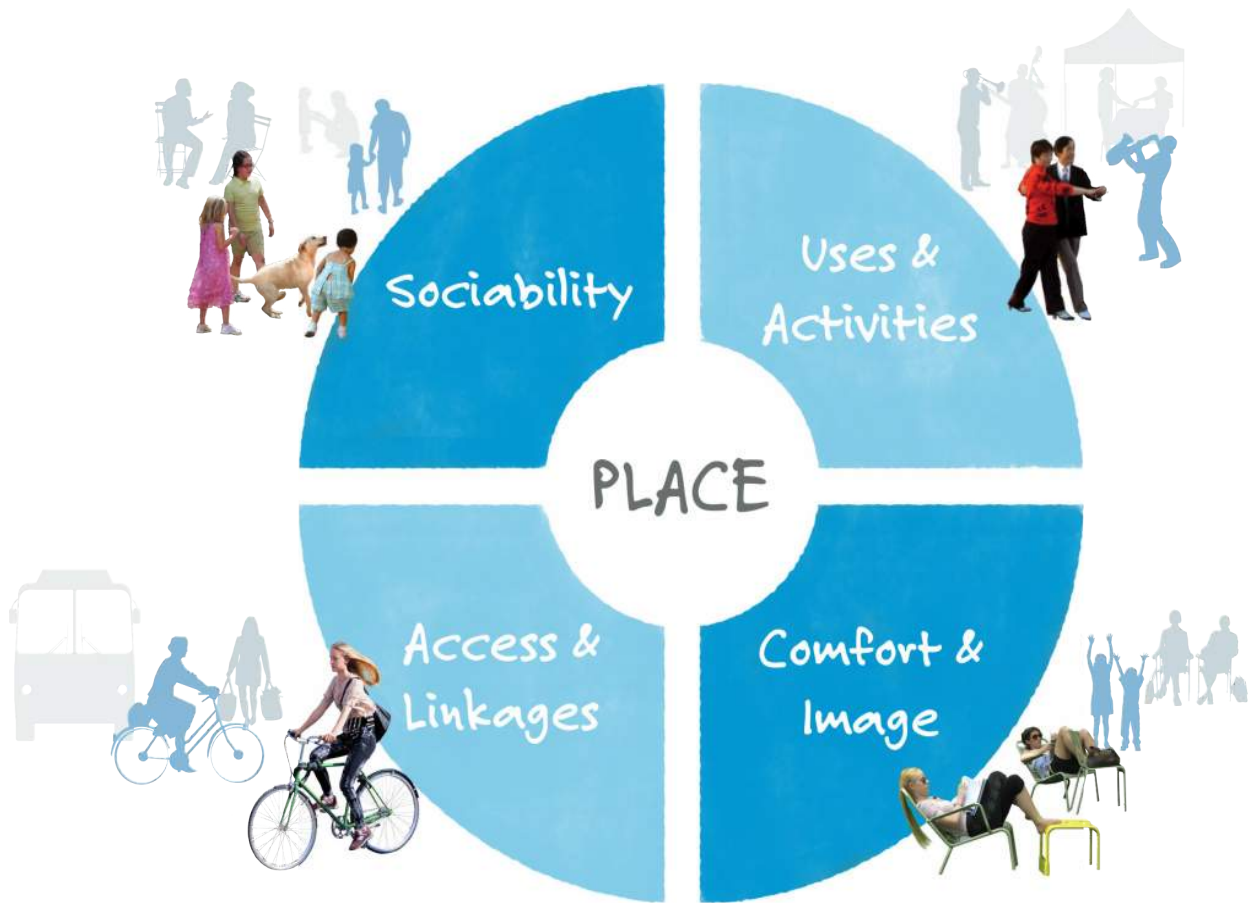 Sociability
Uses &
Activities
PLACE
Access &
Linkages
Comfort &
Image